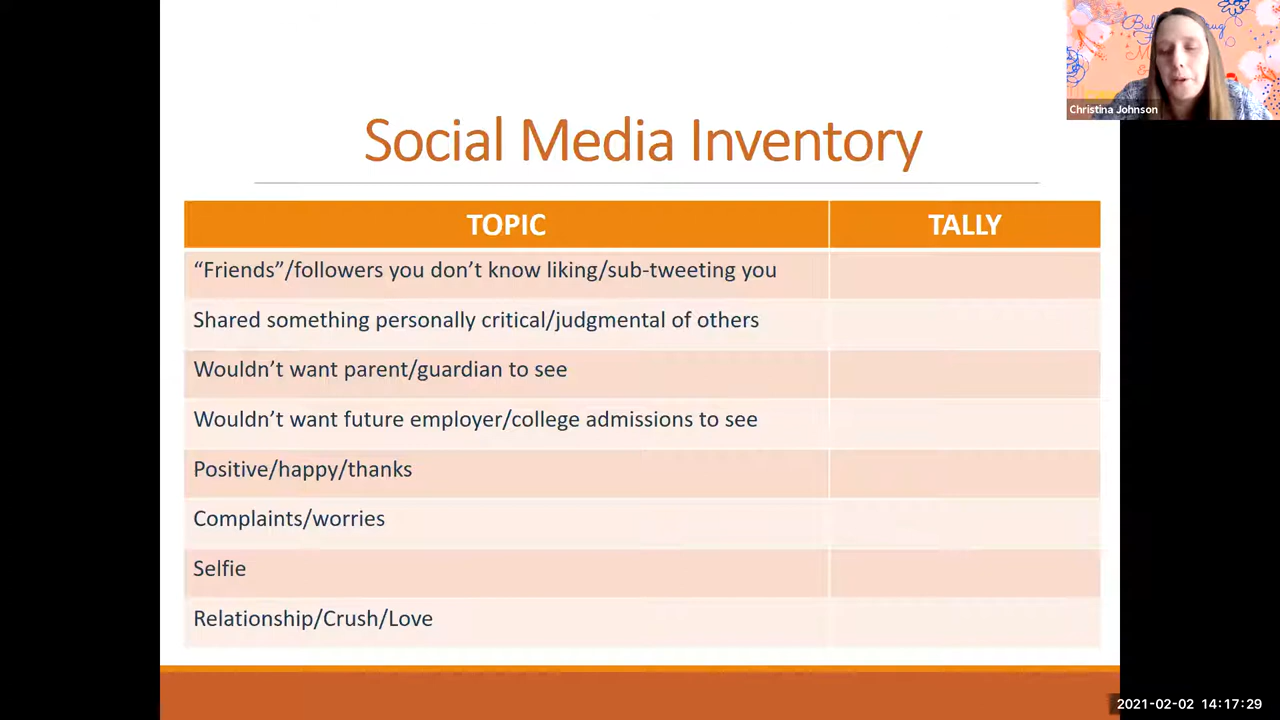 Social Media Inventory
TOPIC TALLY
“Friends”/followers you don’t know liking/sub-tweeting you
Shared something personally critical/judgmental of others
Wouldn’t want parent/guardian to see
Wouldn’t want future employer/college admissions to see
Positive/happy/thanks
Complaints/worries
Selfie
Relationship/Crush/Love
Christina Johnson
2021-02-02 14:17:29